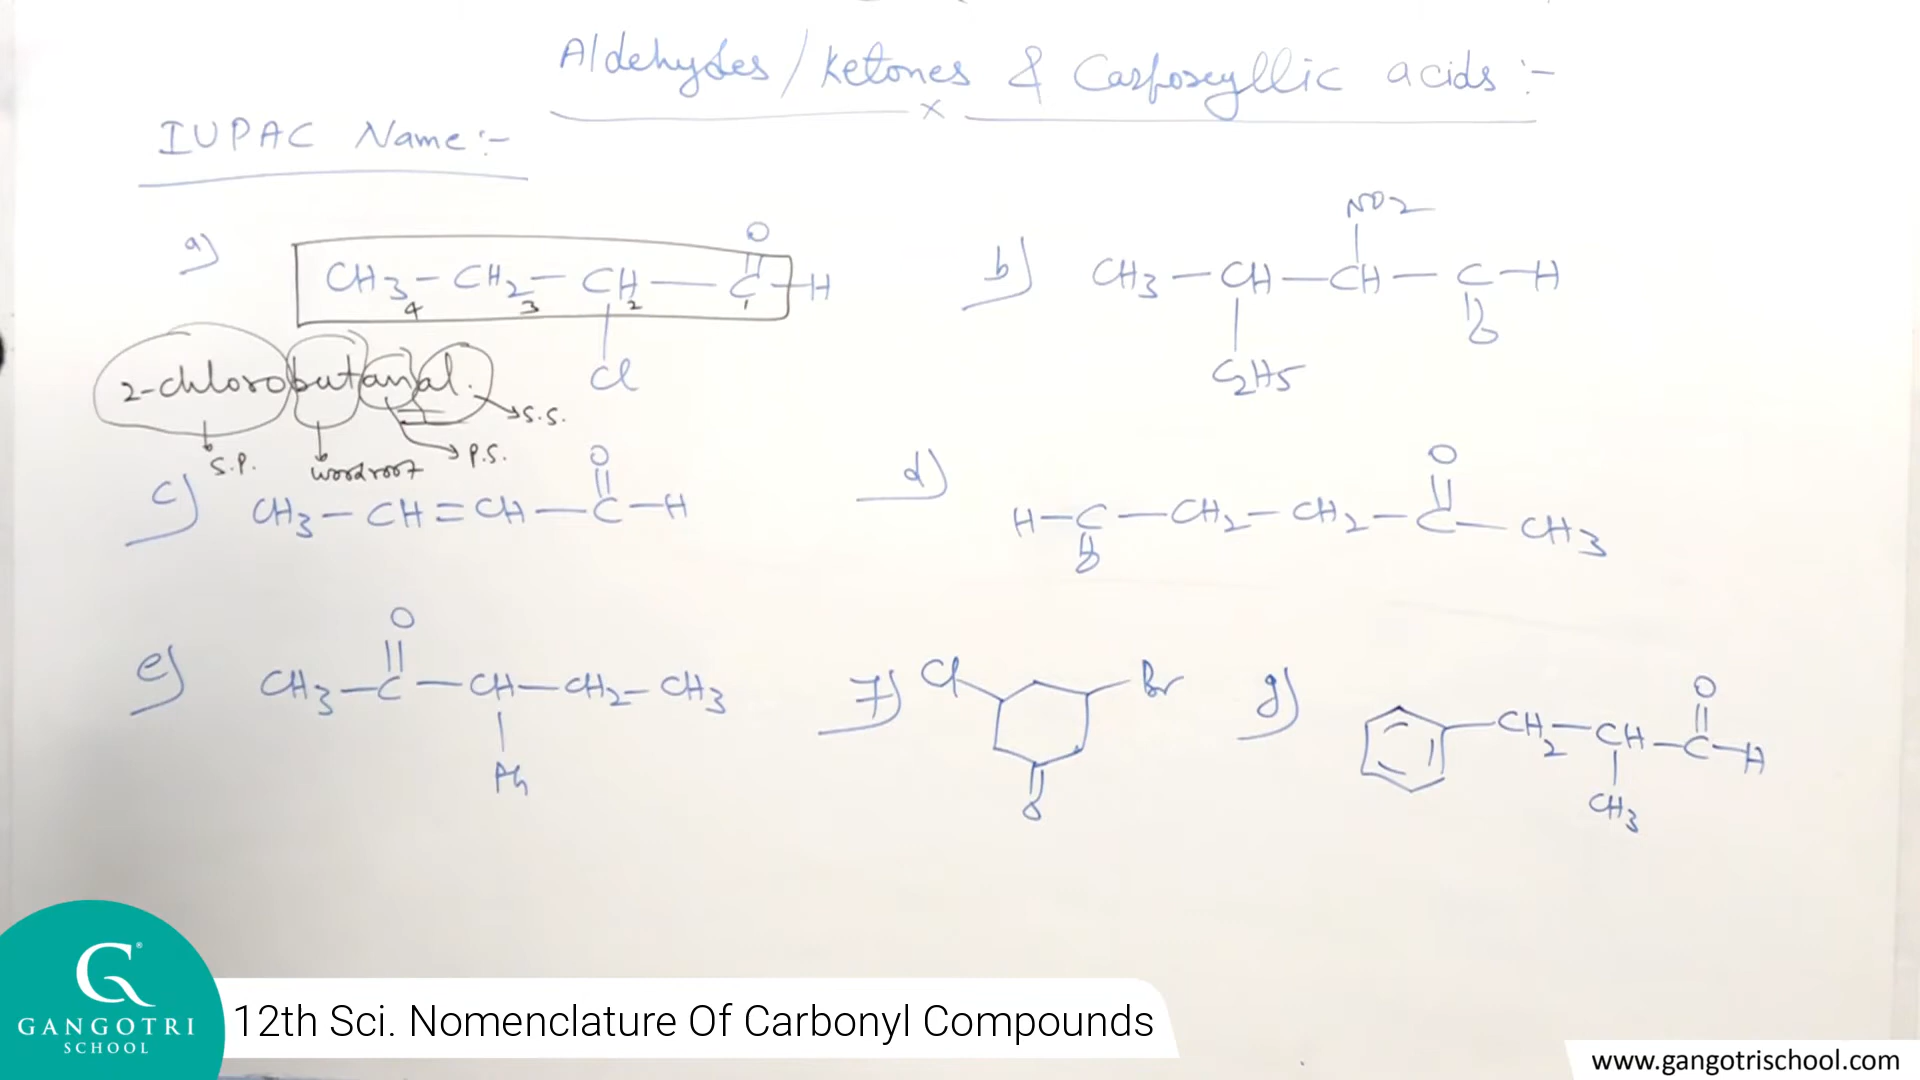 Aldehydes / Ketones & Carboxyllic acids :-
x
IUPAC Name :-
a)
O
CH3 - CH2 - CH - C - H
4 3 2 1
Cl
2-chlorobutanal.
S.P. wordroot P.S. S.S.
b)
NO2
CH3 - CH - CH - C - H
O
C2H5
c)
O
CH3 - CH = CH - C - H
d)
O
H - C - CH2 - CH2 - C - CH3
O
e)
O
CH3 - C - CH - CH2 - CH3
Ph
f)
Cl Br
O
g)
O
CH2 - CH - C - H
CH3
G
GANGOTRI
SCHOOL
12th Sci. Nomenclature Of Carbonyl Compounds
www.gangotrischool.com